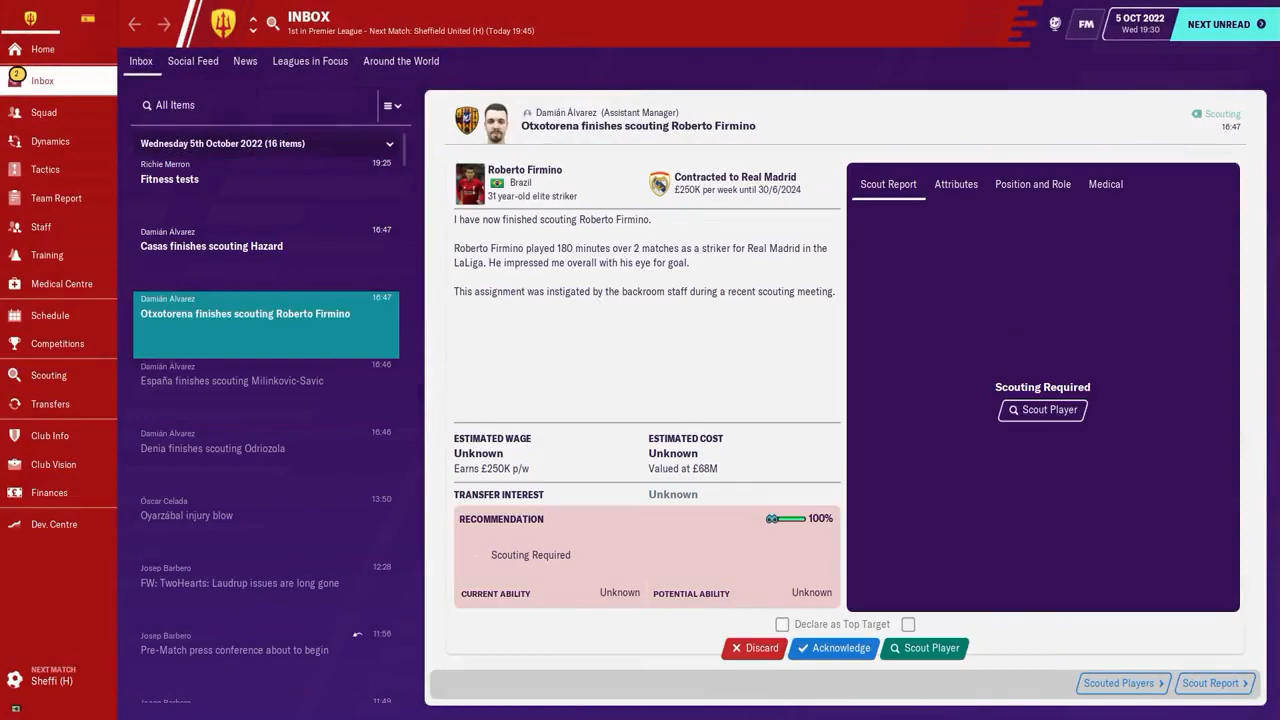 INBOX
1st in Premier League - Next Match: Sheffield United (H) (Today 19:45)
FM
5 OCT 2022
Wed 19:30
NEXT UNREAD
Home
2
Inbox
Squad
Dynamics
Tactics
Team Report
Staff
Training
Medical Centre
Schedule
Competitions
Scouting
Transfers
Club Info
Club Vision
Finances
Dev. Centre
NEXT MATCH
Sheffi (H)
Inbox
Social Feed
News
Leagues in Focus
Around the World
All Items
Wednesday 5th October 2022 (16 items)
Richie Merron
19:25
Fitness tests
Damián Álvarez
16:47
Casas finishes scouting Hazard
Damián Álvarez
16:47
Otxotorena finishes scouting Roberto Firmino
Damián Álvarez
16:46
España finishes scouting Milinkovic-Savic
Damián Álvarez
16:46
Denia finishes scouting Odriozola
Óscar Celada
13:50
Oyarzábal injury blow
Josep Barbero
12:28
FW: TwoHearts: Laudrup issues are long gone
Josep Barbero
11:56
Pre-Match press conference about to begin
11:49
Damián Álvarez (Assistant Manager)
Otxotorena finishes scouting Roberto Firmino
Scouting
16:47
Roberto Firmino
Brazil
31 year-old elite striker
Contracted to Real Madrid
£250K per week until 30/6/2024
I have now finished scouting Roberto Firmino.
Roberto Firmino played 180 minutes over 2 matches as a striker for Real Madrid in the
LaLiga. He impressed me overall with his eye for goal.
This assignment was instigated by the backroom staff during a recent scouting meeting.
ESTIMATED WAGE
Unknown
Earns £250K p/w
ESTIMATED COST
Unknown
Valued at £68M
TRANSFER INTEREST
Unknown
RECOMMENDATION
100%
Scouting Required
CURRENT ABILITY
Unknown
POTENTIAL ABILITY
Unknown
Scout Report
Attributes
Position and Role
Medical
Scouting Required
Scout Player
Declare as Top Target
Discard
Acknowledge
Scout Player
Scouted Players
Scout Report